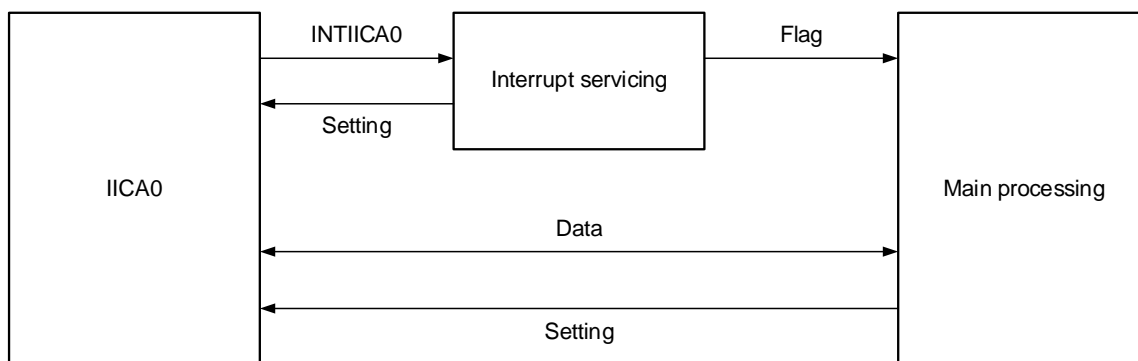 INTIICA0
Flag
Interrupt servicing
Setting
IICA0
Main processing
Data
Setting